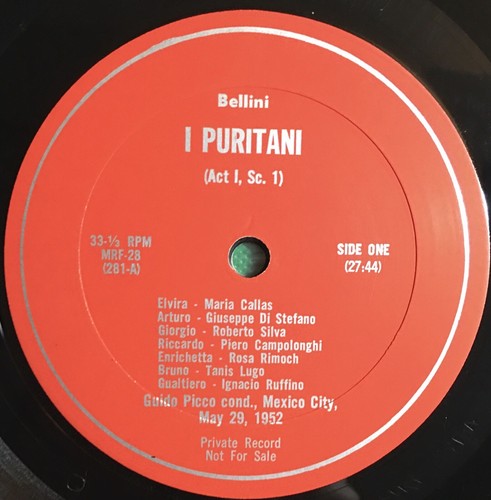 Bellini
I PURITANI
(Act I, Sc. 1)
33-⅓ RPM
MRF-28
(281-A)
SIDE ONE
(27:44)
Elvira - Maria Callas
Arturo - Giuseppe Di Stefano
Giorgio - Roberto Silva
Riccardo - Piero Campolonghi
Enrichetta - Rosa Rimoch
Bruno - Tanis Lugo
Gualtiero - Ignacio Ruffino
Guido Picco cond., Mexico City,
May 29, 1952
Private Record
Not For Sale